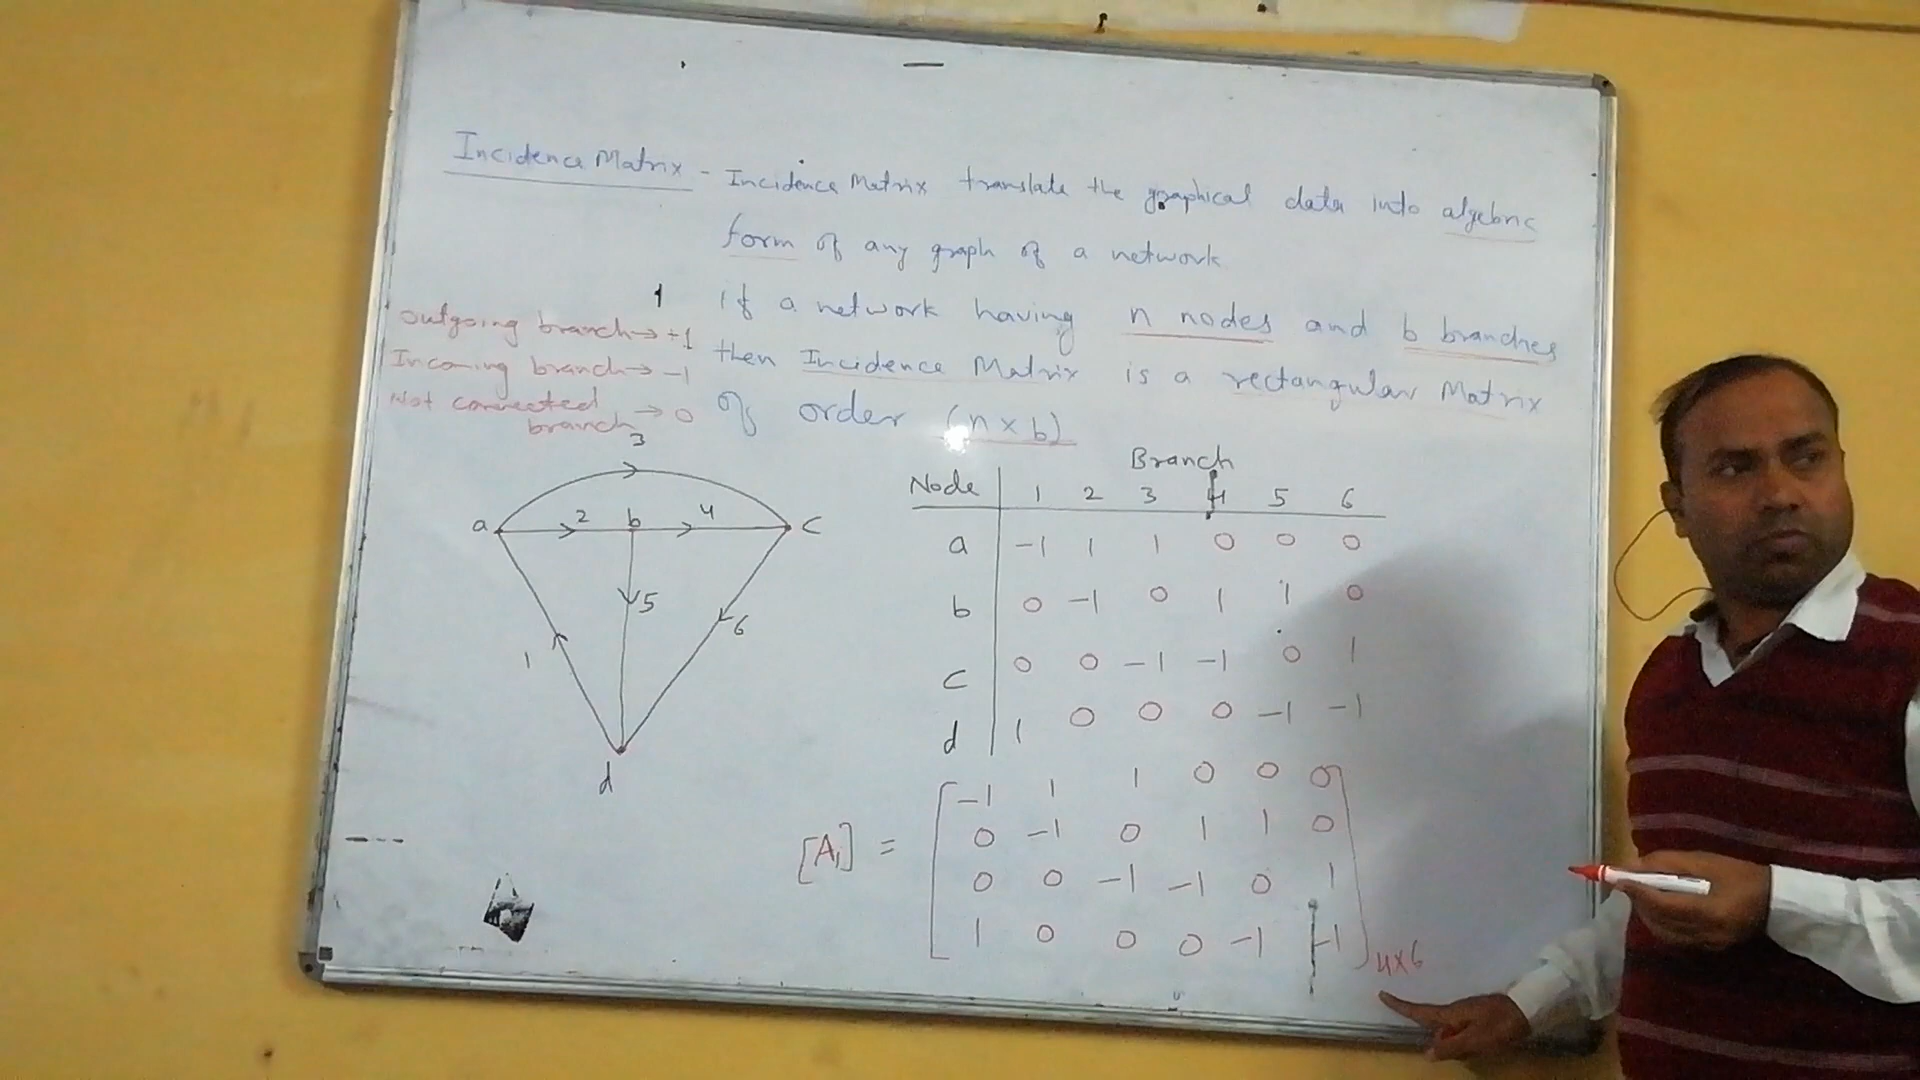 Incidence Matrix - Incidence Matrix translate the graphical data into algebric
form of any graph of a network
if a network having n nodes and b branches
then Incidence Matrix is a rectangular Matrix
of order (n x b)
outgoing branch → +1
Incoming branch → -1
Not connected branch → 0
3
a 2 b 4 c
5
6
1
d
Branch
Node 1 2 3 4 5 6
a -1 1 1 0 0 0
b 0 -1 0 1 1 0
c 0 0 -1 -1 0 1
d 1 0 0 0 -1 -1
-1 1 1 0 0 0
[A1] = 0 -1 0 1 1 0
0 0 -1 -1 0 1
1 0 0 0 -1 -1
4x6